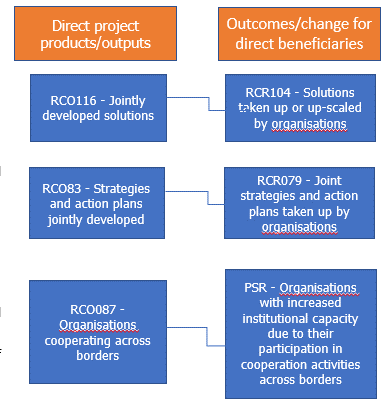 Direct project
products/outputs
Outcomes/change for
direct beneficiaries
RCO116 - Jointly
developed solutions
RCR104 - Solutions
taken up or up-scaled
by organisations
RCO83 - Strategies
and action plans
jointly developed
RCR079 - Joint
strategies and action
plans taken up by
organisations
RCO087 -
Organisations
cooperating across
borders
PSR - Organisations
with increased
institutional capacity
due to their
participation in
cooperation activities
across borders